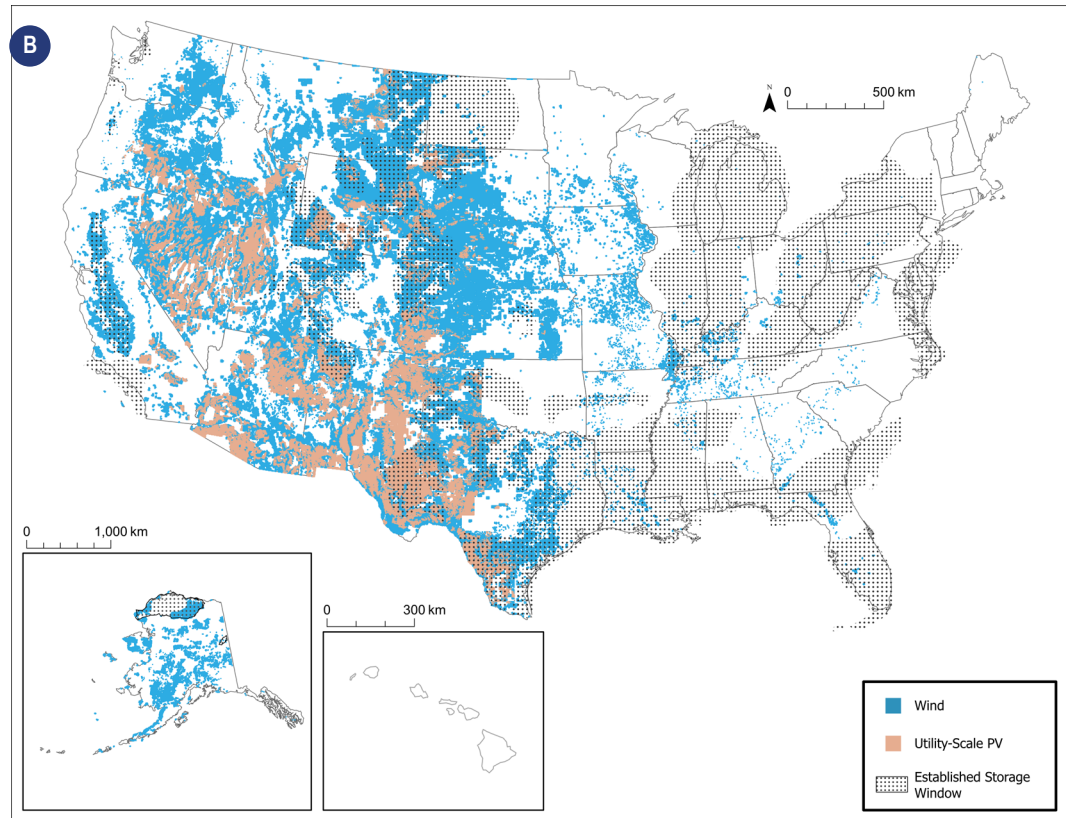 B
N
0 500 km
0 1,000 km
0 300 km
Wind
Utility-Scale PV
Established Storage
Window